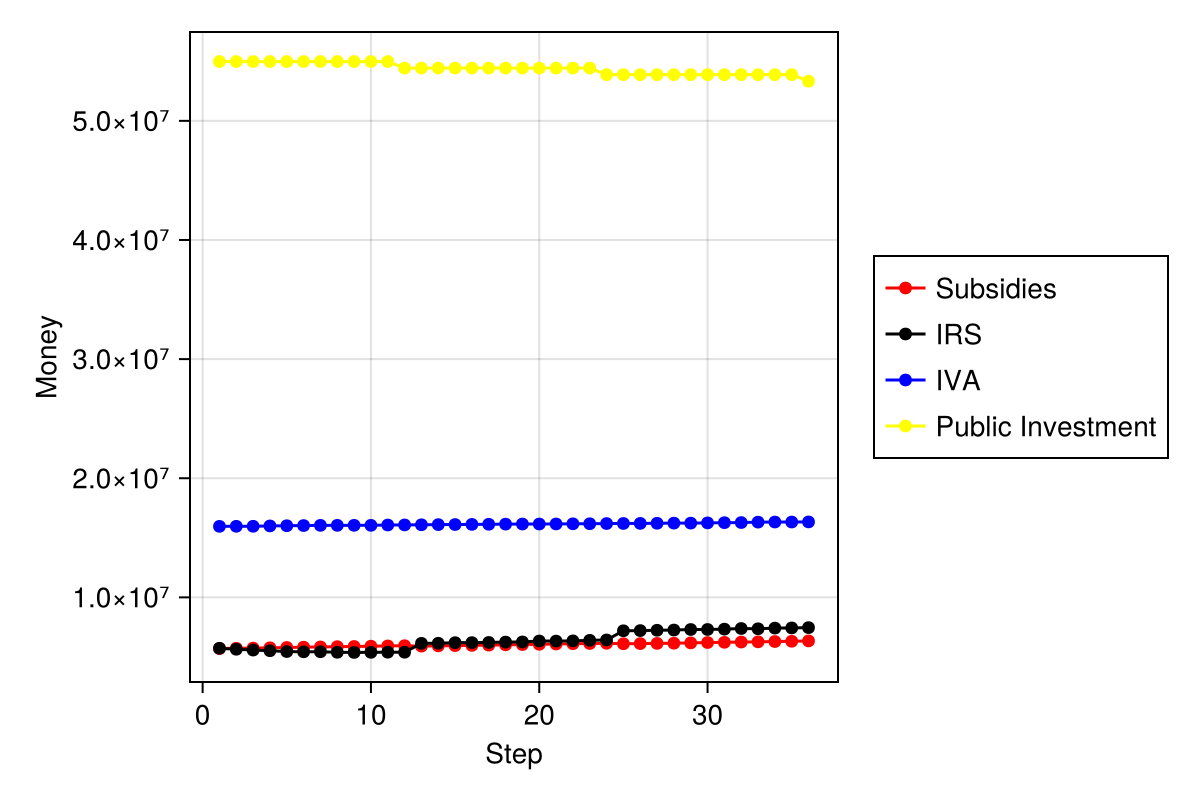 5.0×10⁷
4.0×10⁷
3.0×10⁷
2.0×10⁷
1.0×10⁷
Money
0 10 20 30
Step
Subsidies
IRS
IVA
Public Investment